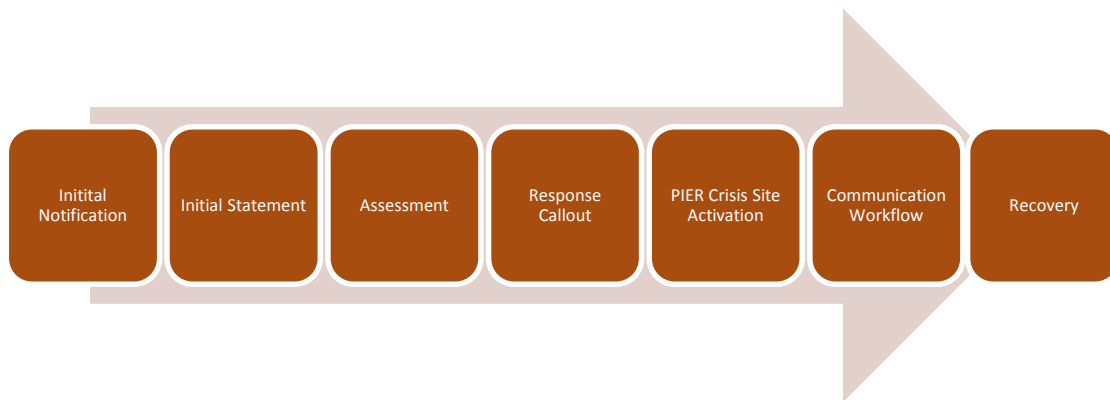 Initital
Notification
Initial Statement
Assessment
Response
Callout
PIER Crisis Site
Activation
Communication
Workflow
Recovery